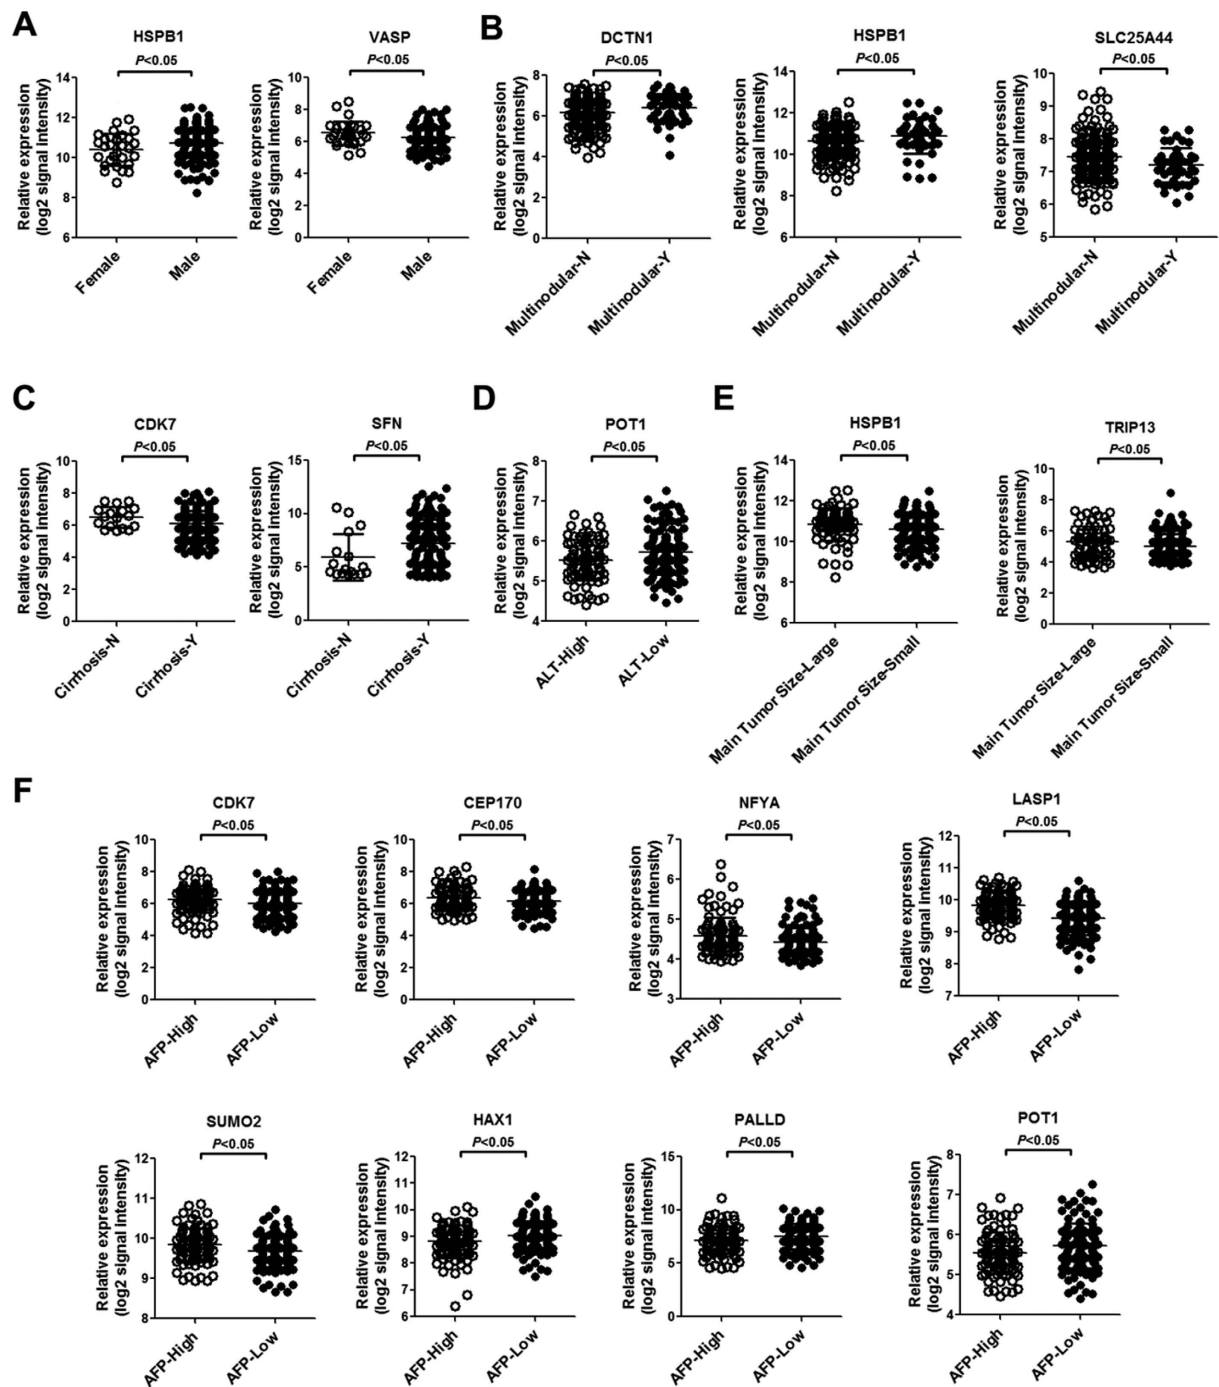 A
HSPB1
P<0.05
Relative expression
(log2 signal intensity)
14
12
10
8
6
Female
Male
VASP
P<0.05
Relative expression
(log2 signal intensity)
10
8
6
4
2
0
Female
Male
B
DCTN1
P<0.05
Relative expression
(log2 signal intensity)
8
6
4
2
0
Multinodular-N
Multinodular-Y
HSPB1
P<0.05
Relative expression
(log2 signal intensity)
14
12
10
8
6
Multinodular-N
Multinodular-Y
SLC25A44
P<0.05
Relative expression
(log2 signal intensity)
10
9
8
7
6
5
Multinodular-N
Multinodular-Y
C
CDK7
P<0.05
Relative expression
(log2 signal intensity)
10
8
6
4
2
0
Cirrhosis-N
Cirrhosis-Y
SFN
P<0.05
Relative expression
(log2 signal intensity)
15
10
5
0
Cirrhosis-N
Cirrhosis-Y
D
POT1
P<0.05
Relative expression
(log2 signal intensity)
8
7
6
5
4
ALT-High
ALT-Low
E
HSPB1
P<0.05
Relative expression
(log2 signal intensity)
14
12
10
8
6
Main Tumor Size-Large
Main Tumor Size-Small
TRIP13
P<0.05
Relative expression
(log2 signal intensity)
10
8
6
4
2
0
Main Tumor Size-Large
Main Tumor Size-Small
F
CDK7
P<0.05
Relative expression
(log2 signal intensity)
10
8
6
4
2
0
AFP-High
AFP-Low
CEP170
P<0.05
Relative expression
(log2 signal intensity)
10
8
6
4
2
0
AFP-High
AFP-Low
NFYA
P<0.05
Relative expression
(log2 signal intensity)
7
6
5
4
3
AFP-High
AFP-Low
LASP1
P<0.05
Relative expression
(log2 signal intensity)
12
11
10
9
8
7
AFP-High
AFP-Low
SUMO2
P<0.05
Relative expression
(log2 signal intensity)
12
11
10
9
8
AFP-High
AFP-Low
HAX1
P<0.05
Relative expression
(log2 signal intensity)
12
11
10
9
8
7
6
AFP-High
AFP-Low
PALLD
P<0.05
Relative expression
(log2 signal intensity)
15
10
5
0
AFP-High
AFP-Low
POT1
P<0.05
Relative expression
(log2 signal intensity)
8
7
6
5
4
AFP-High
AFP-Low